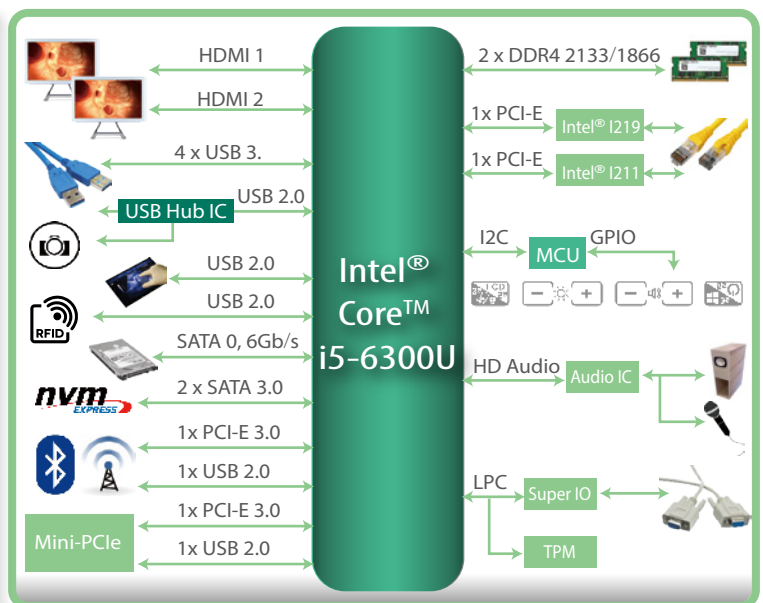 HDMI 1
HDMI 2
4 x USB 3.
USB 2.0
USB Hub IC
USB 2.0
USB 2.0
RFID
SATA 0, 6Gb/s
nvm
EXPRESS
2 x SATA 3.0
1x PCI-E 3.0
1x USB 2.0
1x PCI-E 3.0
Mini-PCIe
1x USB 2.0
Intel®
Core™
i5-6300U
2 x DDR4 2133/1866
1x PCI-E
Intel® I219
1x PCI-E
Intel® I211
I2C
MCU
GPIO
HD Audio
Audio IC
LPC
Super IO
TPM